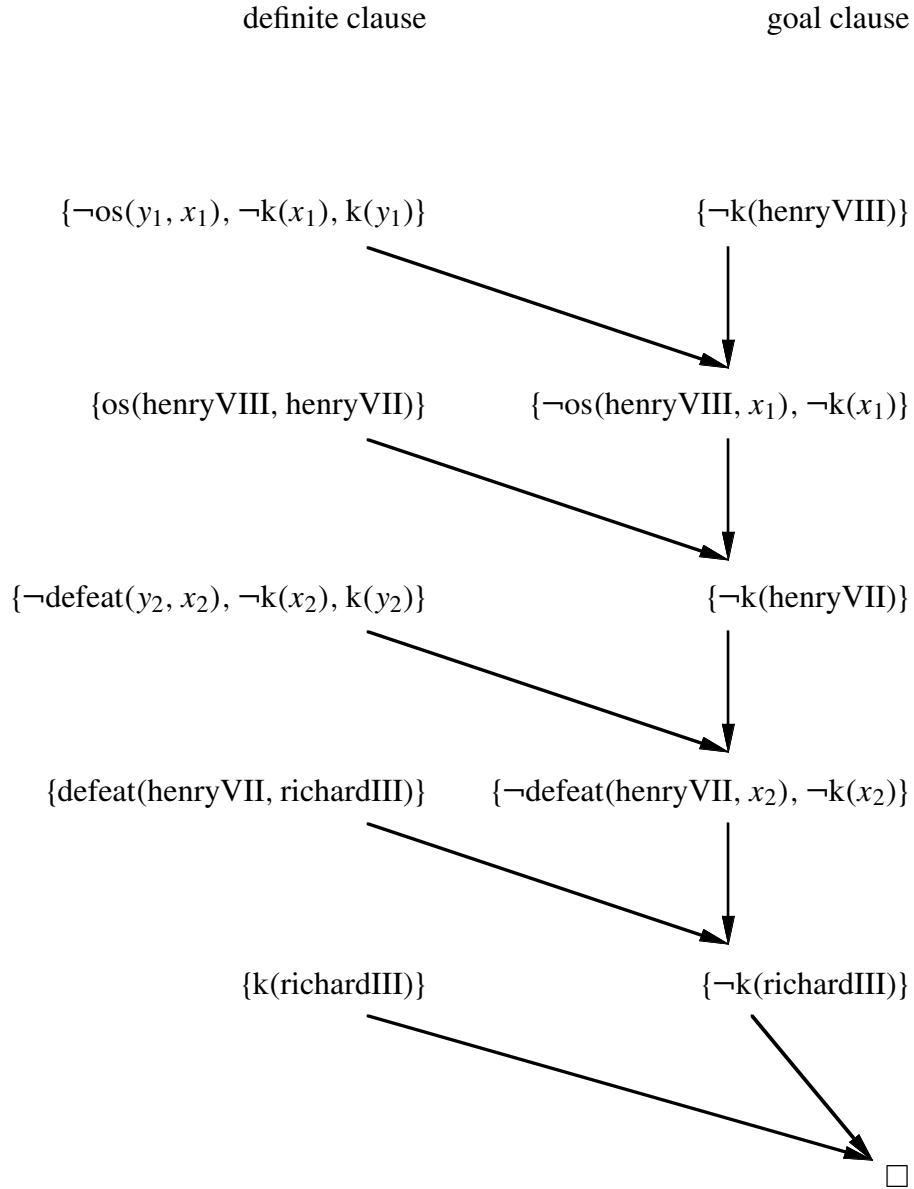 definite clause goal clause
{¬os(y₁, x₁), ¬k(x₁), k(y₁)} {¬k(henryVIII)}
{os(henryVIII, henryVII)} {¬os(henryVIII, x₁), ¬k(x₁)}
{¬defeat(y₂, x₂), ¬k(x₂), k(y₂)} {¬k(henryVII)}
{defeat(henryVII, richardIII)} {¬defeat(henryVII, x₂), ¬k(x₂)}
{k(richardIII)} {¬k(richardIII)}
□